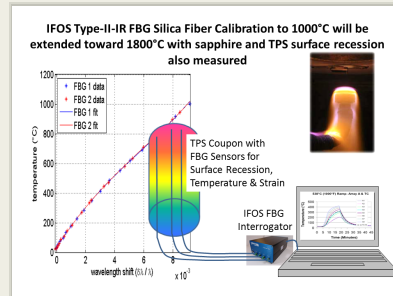 IFOS Type-II-IR FBG Silica Fiber Calibration to 1000°C will be
extended toward 1800°C with sapphire and TPS surface recession
also measured
1200
1000
800
600
400
200
0
temperature (°C)
FBG 1 data
FBG 2 data
FBG 1 fit
FBG 2 fit
0 2 4 6 8
x 10⁻³
wavelength shift (δλ / λ)
TPS Coupon with
FBG Sensors for
Surface Recession,
Temperature & Strain
IFOS FBG
Interrogator
Time (Minutes)